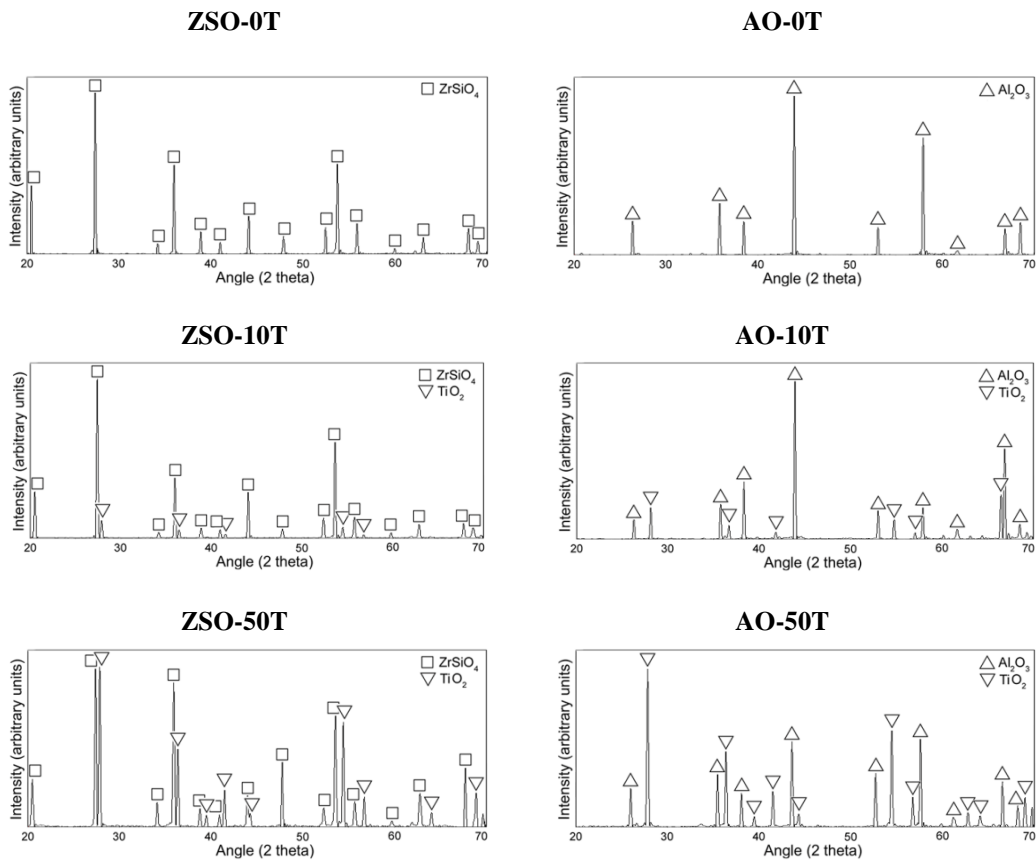 ZSO-0T
AO-0T
Intensity (arbitrary units)
□ ZrSiO₄
20 30 40 50 60 70
Angle (2 theta)
Intensity (arbitrary units)
△ Al₂O₃
20 30 40 50 60 70
Angle (2 theta)
ZSO-10T
AO-10T
Intensity (arbitrary units)
□ ZrSiO₄
▽ TiO₂
20 30 40 50 60 70
Angle (2 theta)
Intensity (arbitrary units)
△ Al₂O₃
▽ TiO₂
20 30 40 50 60 70
Angle (2 theta)
ZSO-50T
AO-50T
Intensity (arbitrary units)
□ ZrSiO₄
▽ TiO₂
20 30 40 50 60 70
Angle (2 theta)
Intensity (arbitrary units)
△ Al₂O₃
▽ TiO₂
20 30 40 50 60 70
Angle (2 theta)